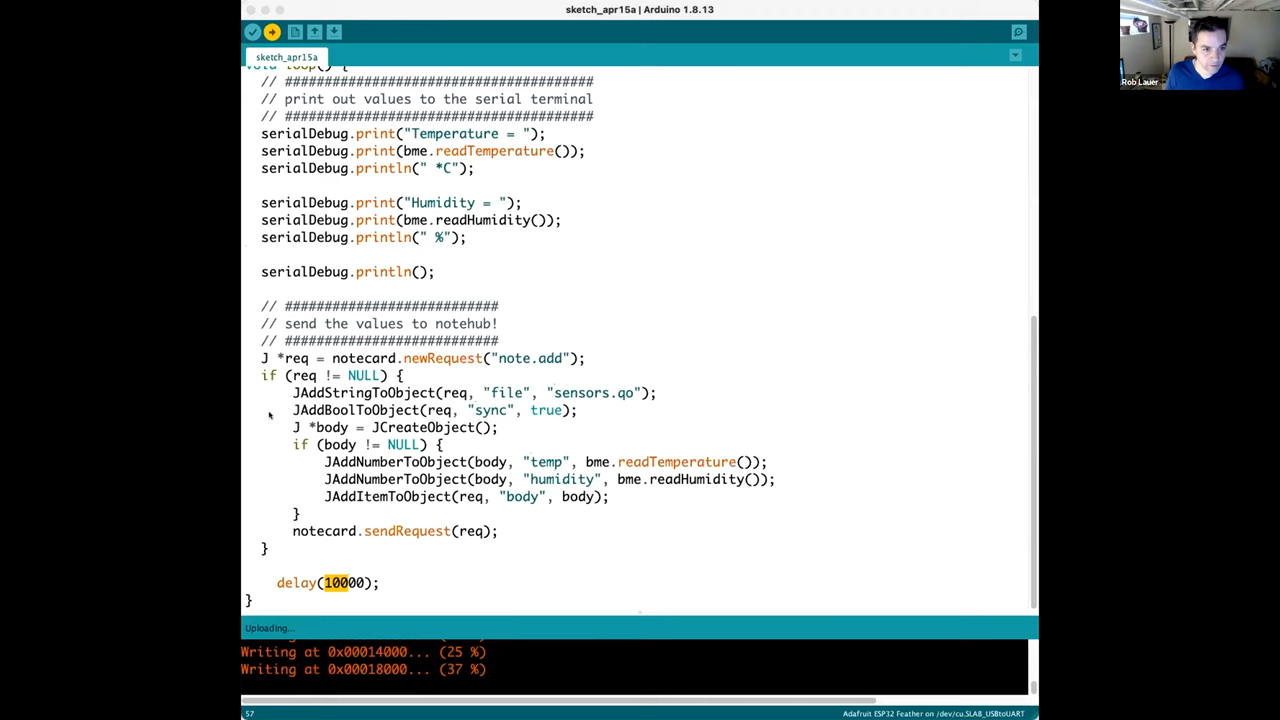 sketch_apr15a | Arduino 1.8.13
Rob Lauer
sketch_apr15a
void loop() {
// #######################################
// print out values to the serial terminal
// #######################################
serialDebug.print("Temperature = ");
serialDebug.print(bme.readTemperature());
serialDebug.println(" *C");
serialDebug.print("Humidity = ");
serialDebug.print(bme.readHumidity());
serialDebug.println(" %");
serialDebug.println();
// ###########################
// send the values to notehub!
// ###########################
J *req = notecard.newRequest("note.add");
if (req != NULL) {
JAddStringToObject(req, "file", "sensors.qo");
JAddBoolToObject(req, "sync", true);
J *body = JCreateObject();
if (body != NULL) {
JAddNumberToObject(body, "temp", bme.readTemperature());
JAddNumberToObject(body, "humidity", bme.readHumidity());
JAddItemToObject(req, "body", body);
}
notecard.sendRequest(req);
}
delay(10000);
}
Uploading...
Writing at 0x00014000... (25 %)
Writing at 0x00018000... (37 %)
57
Adafruit ESP32 Feather on /dev/cu.SLAB_USBtoUART